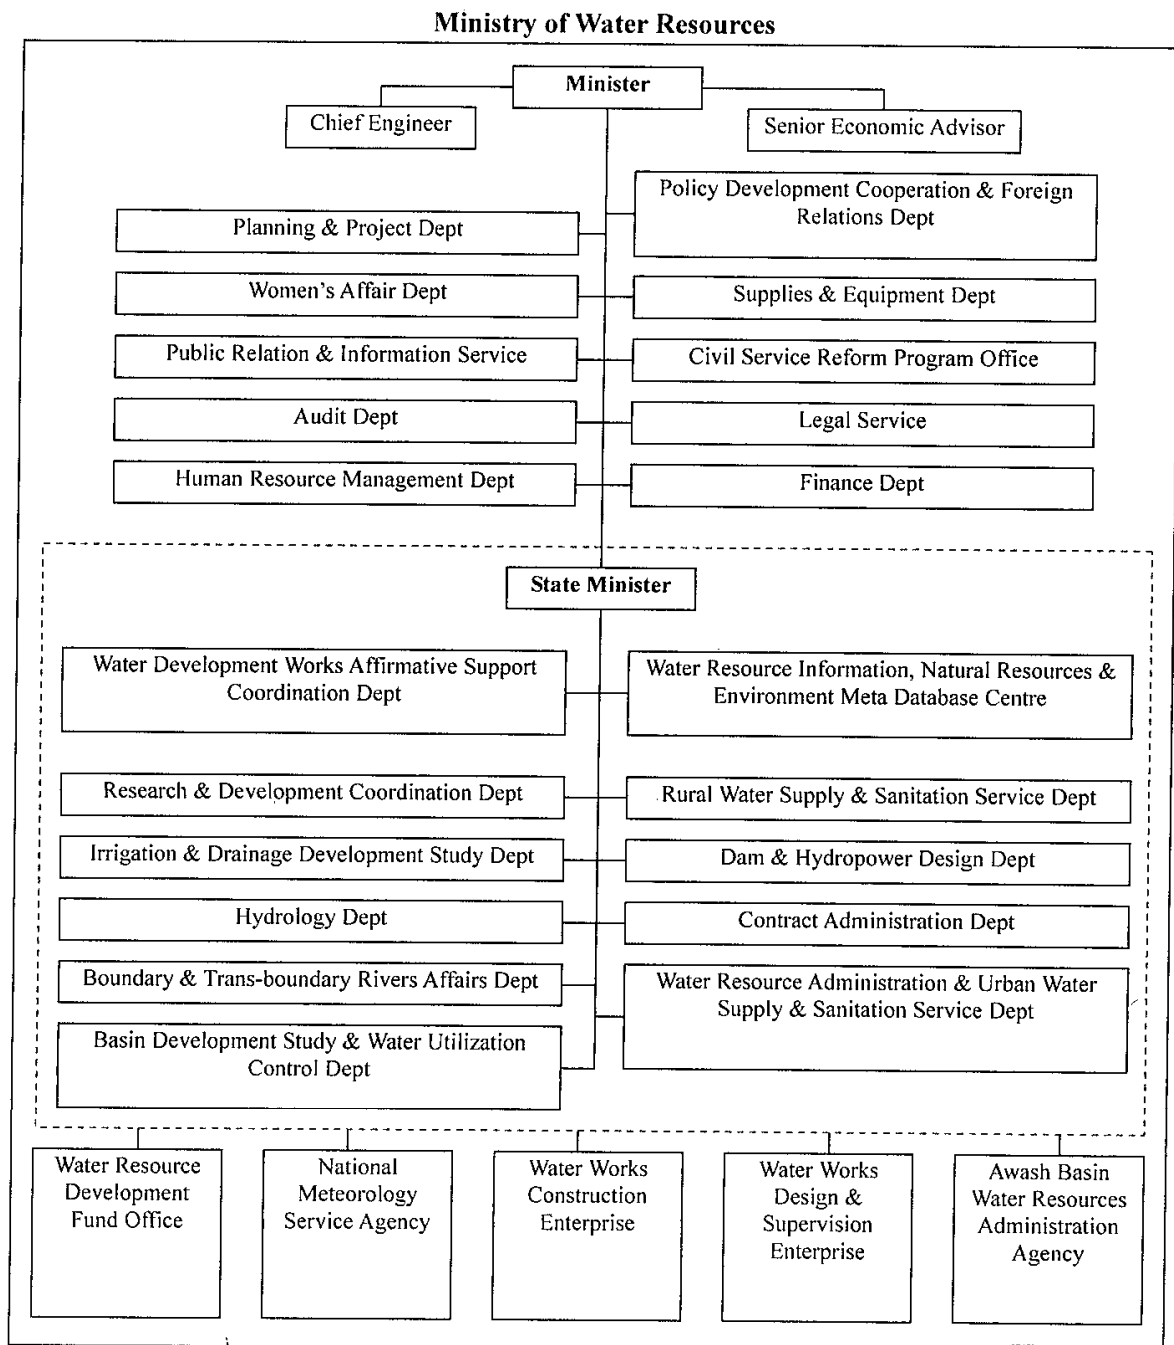 Ministry of Water Resources
Minister
Chief Engineer
Senior Economic Advisor
Policy Development Cooperation & Foreign
Relations Dept
Planning & Project Dept
Women's Affair Dept
Supplies & Equipment Dept
Public Relation & Information Service
Civil Service Reform Program Office
Audit Dept
Legal Service
Human Resource Management Dept
Finance Dept
State Minister
Water Development Works Affirmative Support
Coordination Dept
Water Resource Information, Natural Resources &
Environment Meta Database Centre
Research & Development Coordination Dept
Rural Water Supply & Sanitation Service Dept
Irrigation & Drainage Development Study Dept
Dam & Hydropower Design Dept
Hydrology Dept
Contract Administration Dept
Boundary & Trans-boundary Rivers Affairs Dept
Water Resource Administration & Urban Water
Supply & Sanitation Service Dept
Basin Development Study & Water Utilization
Control Dept
Water Resource
Development
Fund Office
National
Meteorology
Service Agency
Water Works
Construction
Enterprise
Water Works
Design &
Supervision
Enterprise
Awash Basin
Water Resources
Administration
Agency